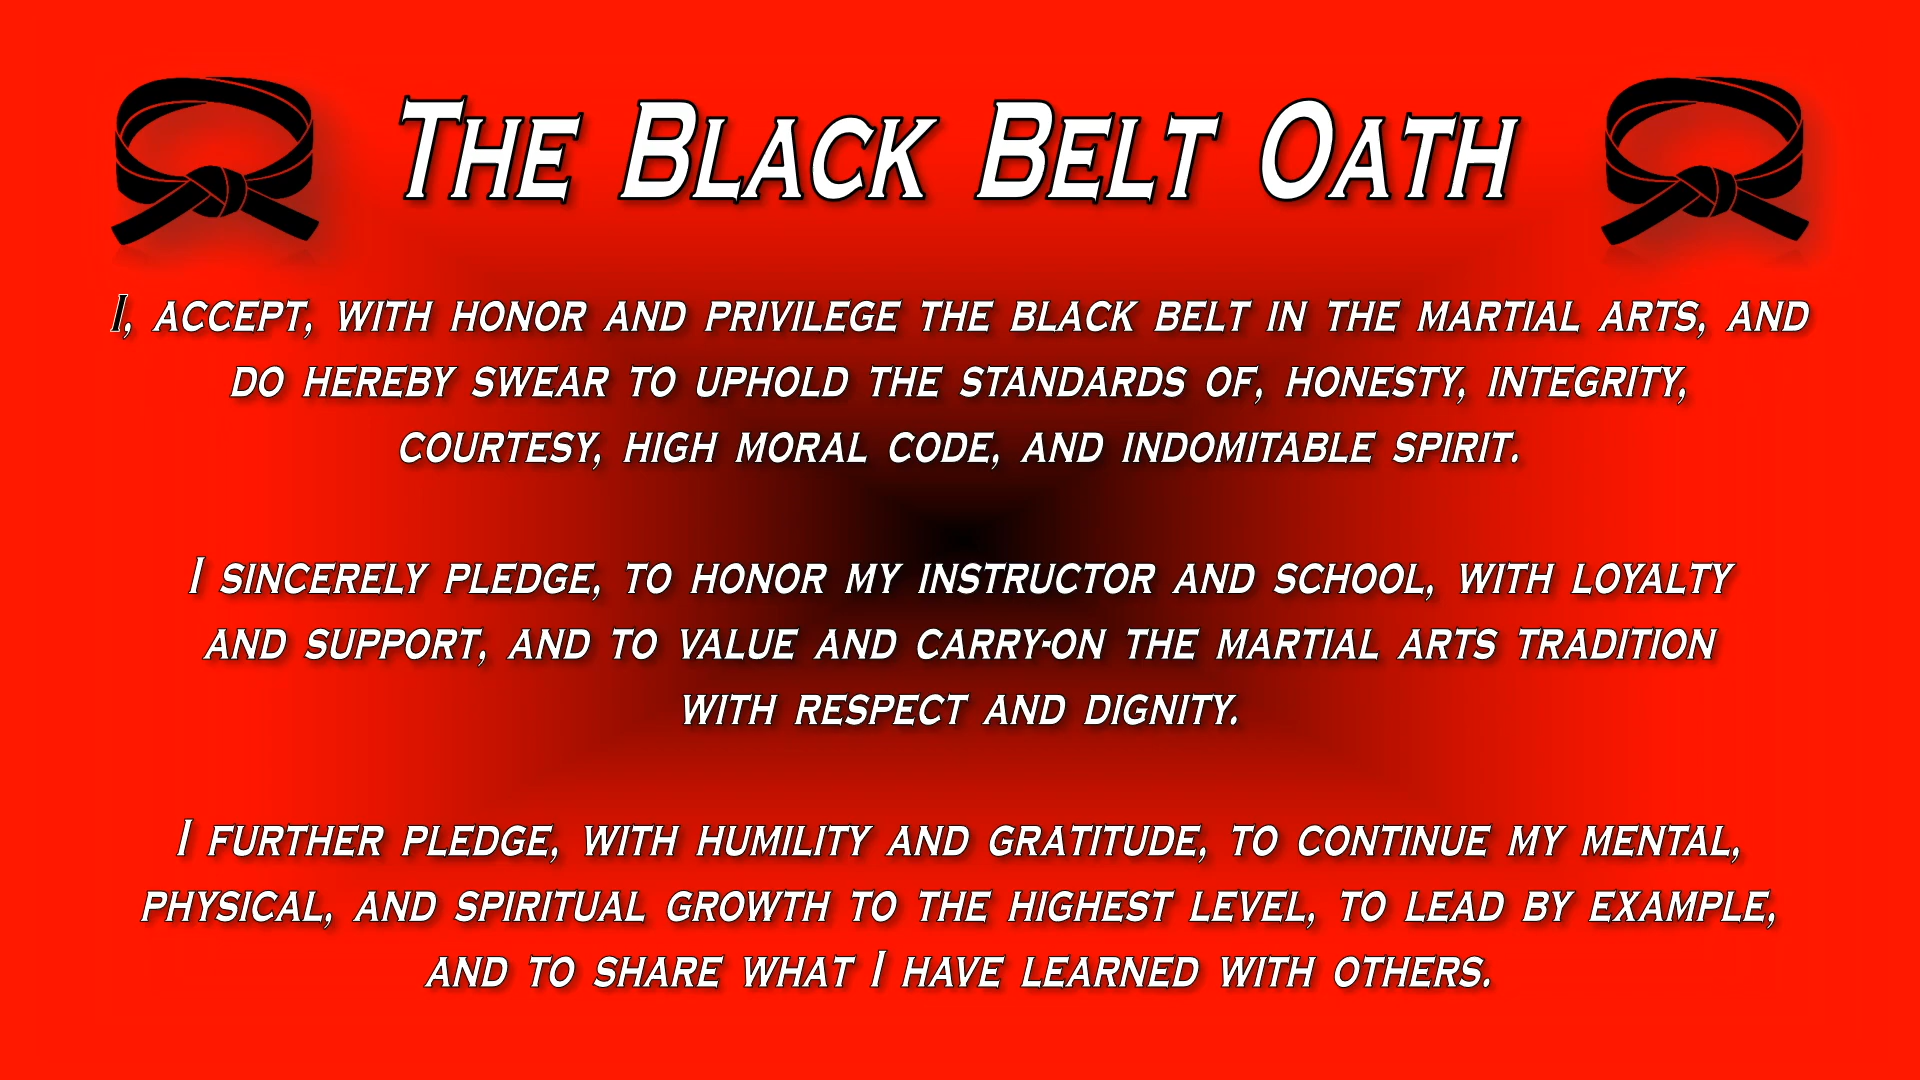 The Black Belt Oath
I, accept, with honor and privilege the black belt in the martial arts, and
do hereby swear to uphold the standards of, honesty, integrity,
courtesy, high moral code, and indomitable spirit.
I sincerely pledge, to honor my instructor and school, with loyalty
and support, and to value and carry-on the martial arts tradition
with respect and dignity.
I further pledge, with humility and gratitude, to continue my mental,
physical, and spiritual growth to the highest level, to lead by example,
and to share what I have learned with others.